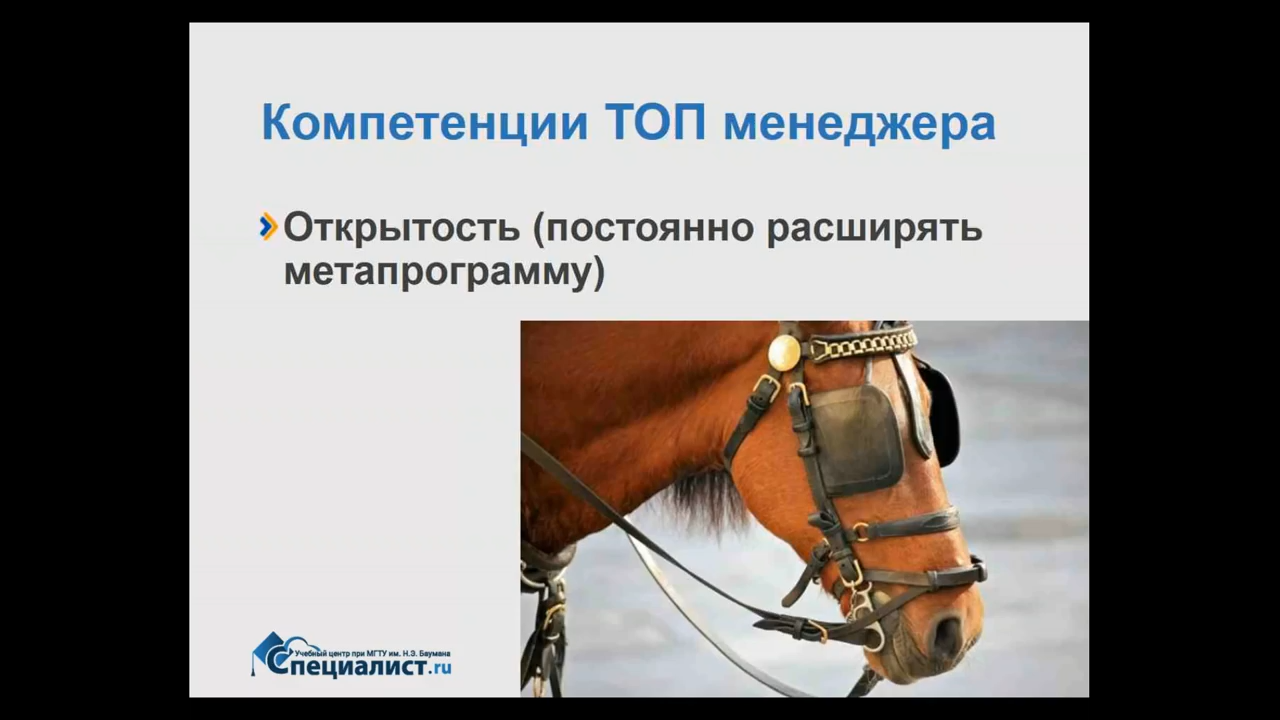 Компетенции ТОП менеджера
Открытость (постоянно расширять
метапрограмму)
Учебный центр при МГТУ им. Н.Э. Баумана
Специалист.ru